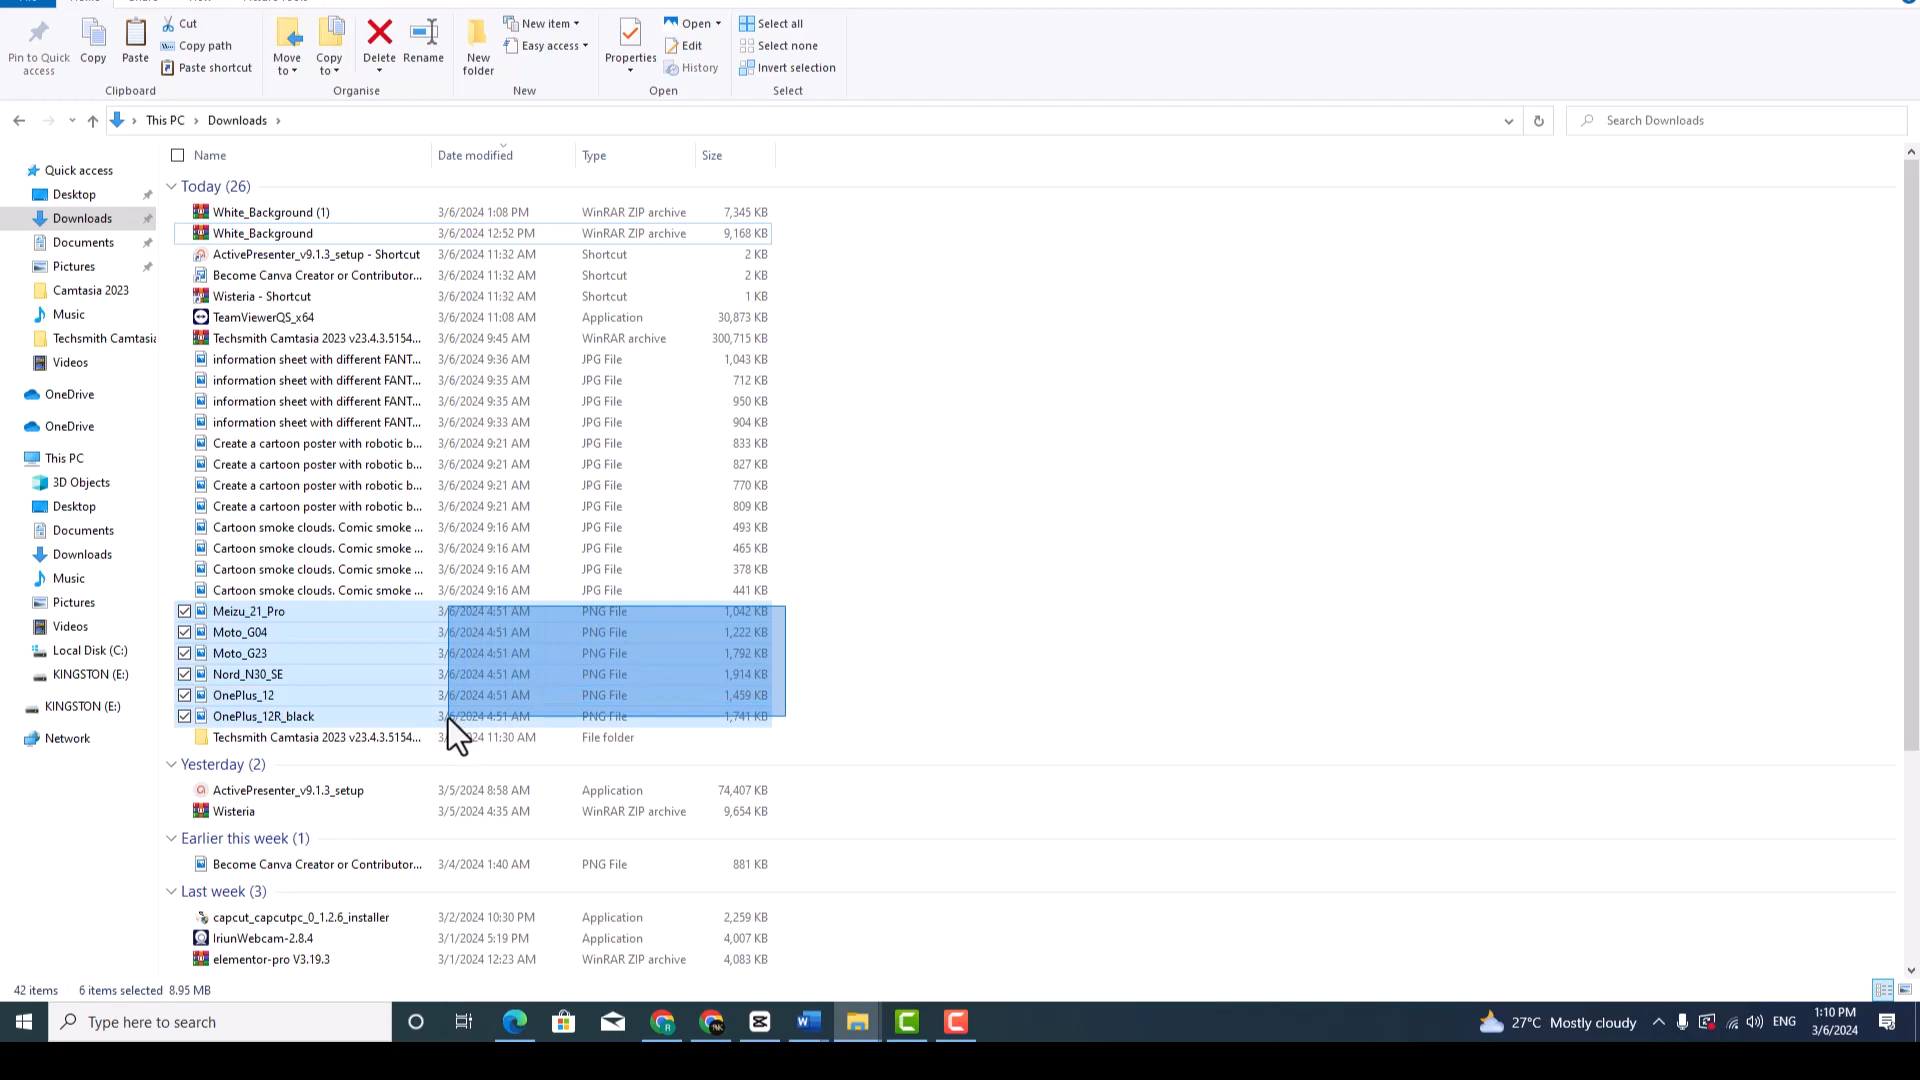 Pin to Quick access
Copy
Paste
Cut
Copy path
Paste shortcut
Clipboard
Move to
Copy to
Delete
Rename
Organise
New folder
New item
Easy access
New
Properties
Open
Edit
History
Open
Select all
Select none
Invert selection
Select
This PC > Downloads >
Search Downloads
Quick access
Desktop
Downloads
Documents
Pictures
Camtasia 2023
Music
Techsmith Camtasia
Videos
OneDrive
OneDrive
This PC
3D Objects
Desktop
Documents
Downloads
Music
Pictures
Videos
Local Disk (C:)
KINGSTON (E:)
KINGSTON (E:)
Network
Name Date modified Type Size
Today (26)
White_Background (1) 3/6/2024 1:08 PM WinRAR ZIP archive 7,345 KB
White_Background 3/6/2024 12:52 PM WinRAR ZIP archive 9,168 KB
ActivePresenter_v9.1.3_setup - Shortcut 3/6/2024 11:32 AM Shortcut 2 KB
Become Canva Creator or Contributor... 3/6/2024 11:32 AM Shortcut 2 KB
Wisteria - Shortcut 3/6/2024 11:32 AM Shortcut 1 KB
TeamViewerQS_x64 3/6/2024 11:08 AM Application 30,873 KB
Techsmith Camtasia 2023 v23.4.3.5154... 3/6/2024 9:45 AM WinRAR archive 300,715 KB
information sheet with different FANT... 3/6/2024 9:36 AM JPG File 1,043 KB
information sheet with different FANT... 3/6/2024 9:35 AM JPG File 712 KB
information sheet with different FANT... 3/6/2024 9:35 AM JPG File 950 KB
information sheet with different FANT... 3/6/2024 9:33 AM JPG File 904 KB
Create a cartoon poster with robotic b... 3/6/2024 9:21 AM JPG File 833 KB
Create a cartoon poster with robotic b... 3/6/2024 9:21 AM JPG File 827 KB
Create a cartoon poster with robotic b... 3/6/2024 9:21 AM JPG File 770 KB
Create a cartoon poster with robotic b... 3/6/2024 9:21 AM JPG File 809 KB
Cartoon smoke clouds. Comic smoke ... 3/6/2024 9:16 AM JPG File 493 KB
Cartoon smoke clouds. Comic smoke ... 3/6/2024 9:16 AM JPG File 465 KB
Cartoon smoke clouds. Comic smoke ... 3/6/2024 9:16 AM JPG File 378 KB
Cartoon smoke clouds. Comic smoke ... 3/6/2024 9:16 AM JPG File 441 KB
Meizu_21_Pro 3/6/2024 4:51 AM PNG File 1,042 KB
Moto_G04 3/6/2024 4:51 AM PNG File 1,222 KB
Moto_G23 3/6/2024 4:51 AM PNG File 1,792 KB
Nord_N30_SE 3/6/2024 4:51 AM PNG File 1,914 KB
OnePlus_12 3/6/2024 4:51 AM PNG File 1,459 KB
OnePlus_12R_black 3/6/2024 4:51 AM PNG File 1,741 KB
Techsmith Camtasia 2023 v23.4.3.5154... 11:30 AM File folder
Yesterday (2)
ActivePresenter_v9.1.3_setup 3/5/2024 8:58 AM Application 74,407 KB
Wisteria 3/5/2024 4:35 AM WinRAR ZIP archive 9,654 KB
Earlier this week (1)
Become Canva Creator or Contributor... 3/4/2024 1:40 AM PNG File 881 KB
Last week (3)
capcut_capcutpc_0_1.2.6_installer 3/2/2024 10:30 PM Application 2,259 KB
IriunWebcam-2.8.4 3/1/2024 5:19 PM Application 4,007 KB
elementor-pro V3.19.3 3/1/2024 12:23 AM WinRAR ZIP archive 4,083 KB
42 items 6 items selected 8.95 MB
Type here to search
27°C Mostly cloudy
ENG
1:10 PM
3/6/2024